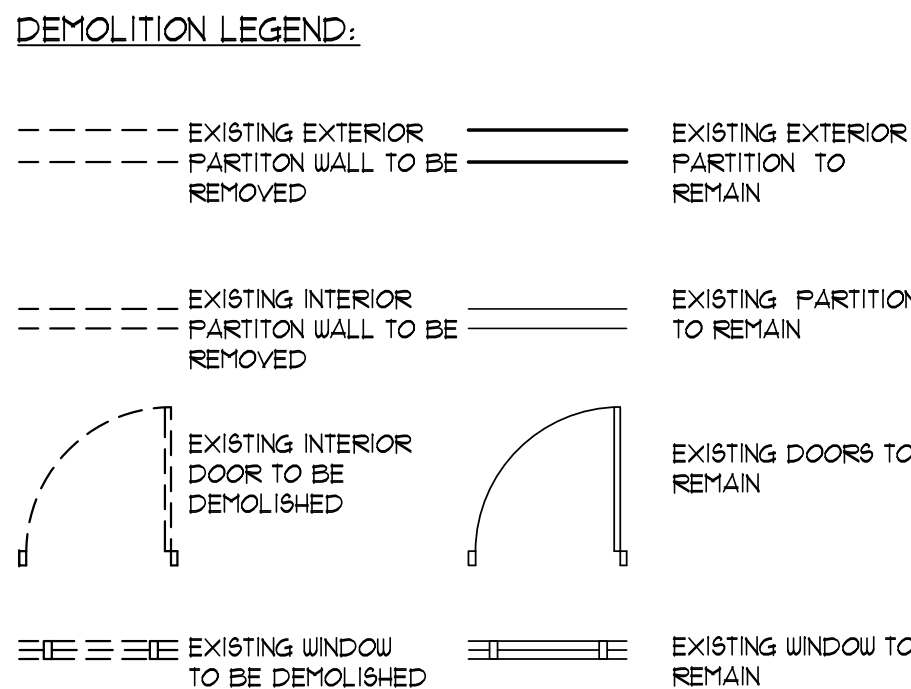 DEMOLITION LEGEND:
EXISTING EXTERIOR
PARTITON WALL TO BE
REMOVED
EXISTING EXTERIOR
PARTITION TO
REMAIN
EXISTING INTERIOR
PARTITON WALL TO BE
REMOVED
EXISTING PARTITION
TO REMAIN
EXISTING INTERIOR
DOOR TO BE
DEMOLISHED
EXISTING DOORS TO
REMAIN
EXISTING WINDOW
TO BE DEMOLISHED
EXISTING WINDOW TO
REMAIN